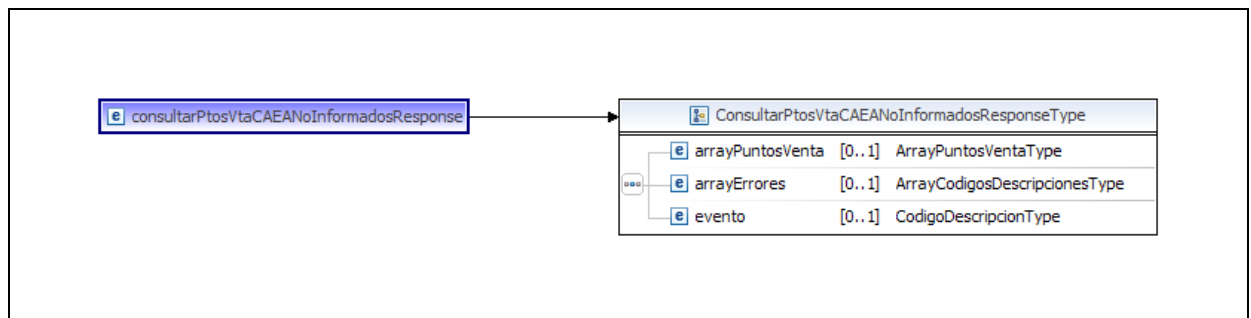 e consultarPtosVtaCAEANoInformadosResponse
ConsultarPtosVtaCAEANoInformadosResponseType
e arrayPuntosVenta [0..1] ArrayPuntosVentaType
e arrayErrores [0..1] ArrayCodigosDescripcionesType
e evento [0..1] CodigoDescripcionType